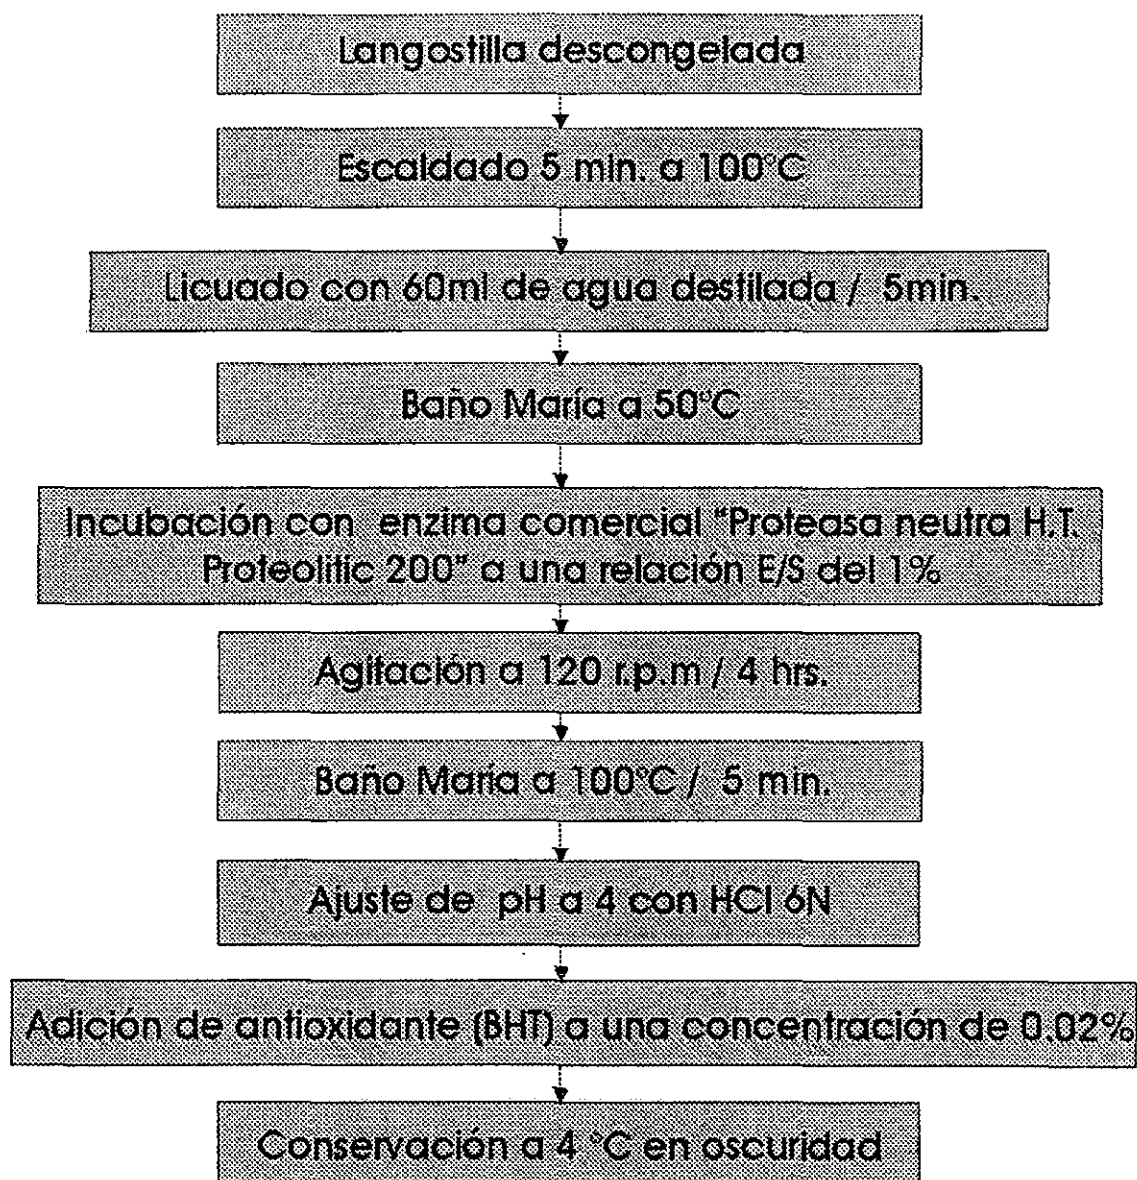 Langostilla descongelada
Escaldado 5 min. a 100°C
Licuado con 60ml de agua destilada / 5min.
Baño María a 50°C
Incubación con enzima comercial "Proteasa neutra H.T.
Proteolitic 200" a una relación E/S del 1%
Agitación a 120 r.p.m / 4 hrs.
Baño María a 100°C / 5 min.
Ajuste de pH a 4 con HCl 6N
Adición de antioxidante (BHT) a una concentración de 0.02%
Conservación a 4 °C en oscuridad